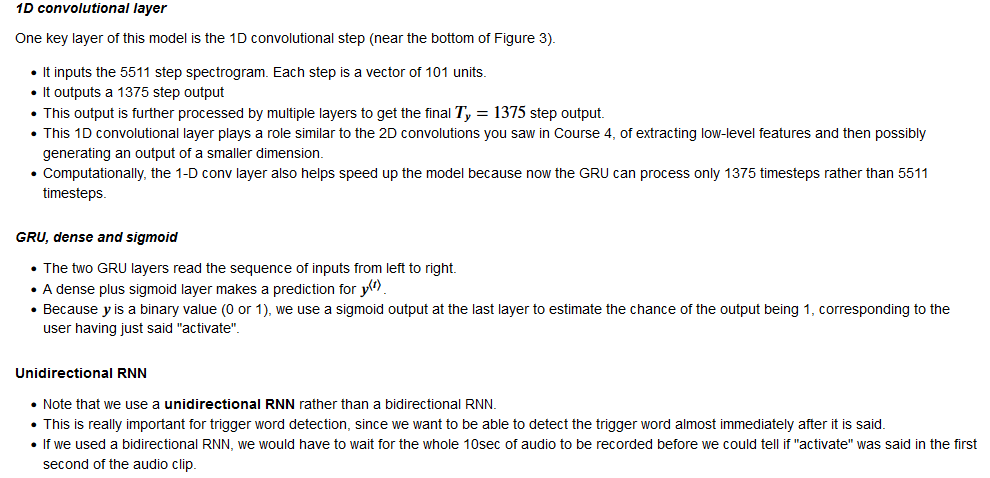 1D convolutional layer
One key layer of this model is the 1D convolutional step (near the bottom of Figure 3).
• It inputs the 5511 step spectrogram. Each step is a vector of 101 units.
• It outputs a 1375 step output
• This output is further processed by multiple layers to get the final T_y = 1375 step output.
• This 1D convolutional layer plays a role similar to the 2D convolutions you saw in Course 4, of extracting low-level features and then possibly
generating an output of a smaller dimension.
• Computationally, the 1-D conv layer also helps speed up the model because now the GRU can process only 1375 timesteps rather than 5511
timesteps.
GRU, dense and sigmoid
• The two GRU layers read the sequence of inputs from left to right.
• A dense plus sigmoid layer makes a prediction for y^⟨t⟩.
• Because y is a binary value (0 or 1), we use a sigmoid output at the last layer to estimate the chance of the output being 1, corresponding to the
user having just said "activate".
Unidirectional RNN
• Note that we use a unidirectional RNN rather than a bidirectional RNN.
• This is really important for trigger word detection, since we want to be able to detect the trigger word almost immediately after it is said.
• If we used a bidirectional RNN, we would have to wait for the whole 10sec of audio to be recorded before we could tell if "activate" was said in the first
second of the audio clip.